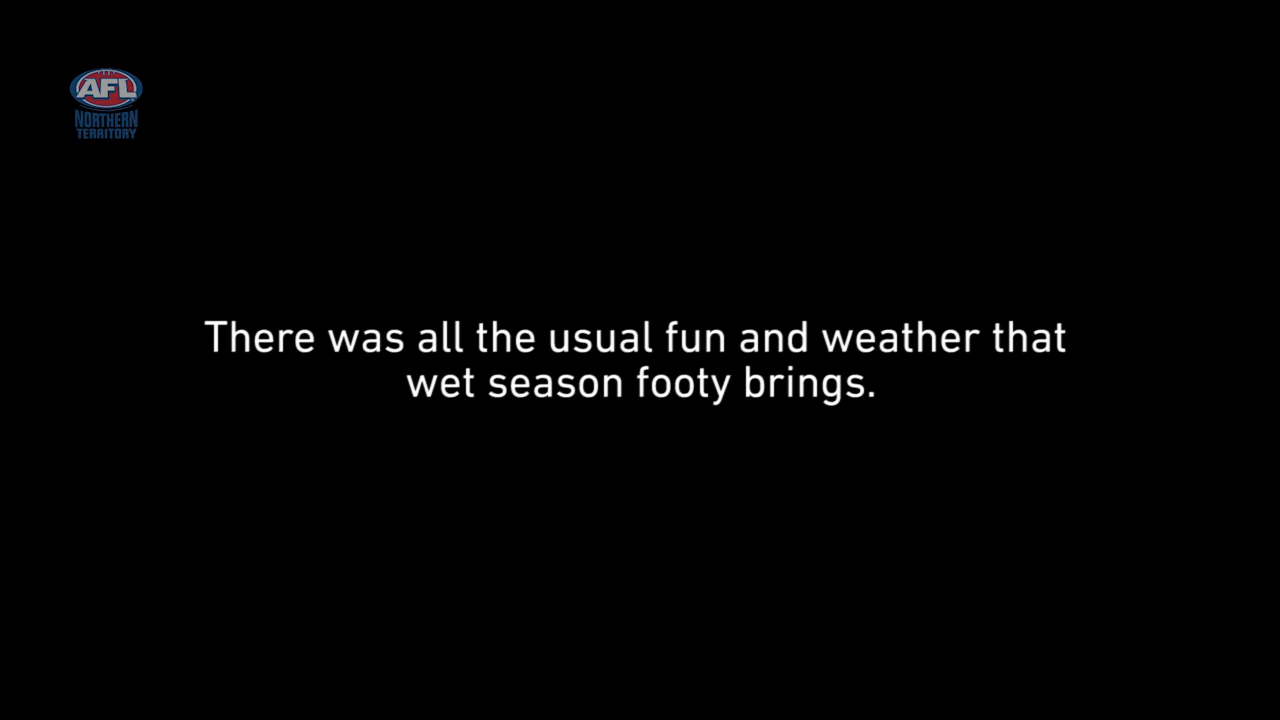 AFL
NORTHERN
TERRITORY
There was all the usual fun and weather that
wet season footy brings.